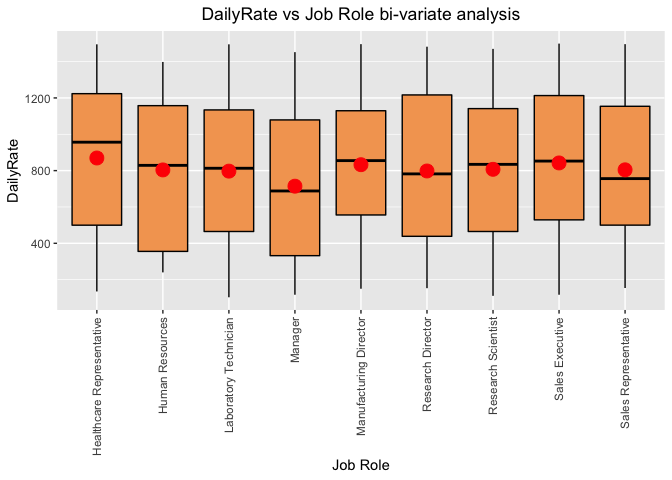 DailyRate vs Job Role bi-variate analysis
DailyRate
1200
800
400
Healthcare Representative
Human Resources
Laboratory Technician
Manager
Manufacturing Director
Research Director
Research Scientist
Sales Executive
Sales Representative
Job Role